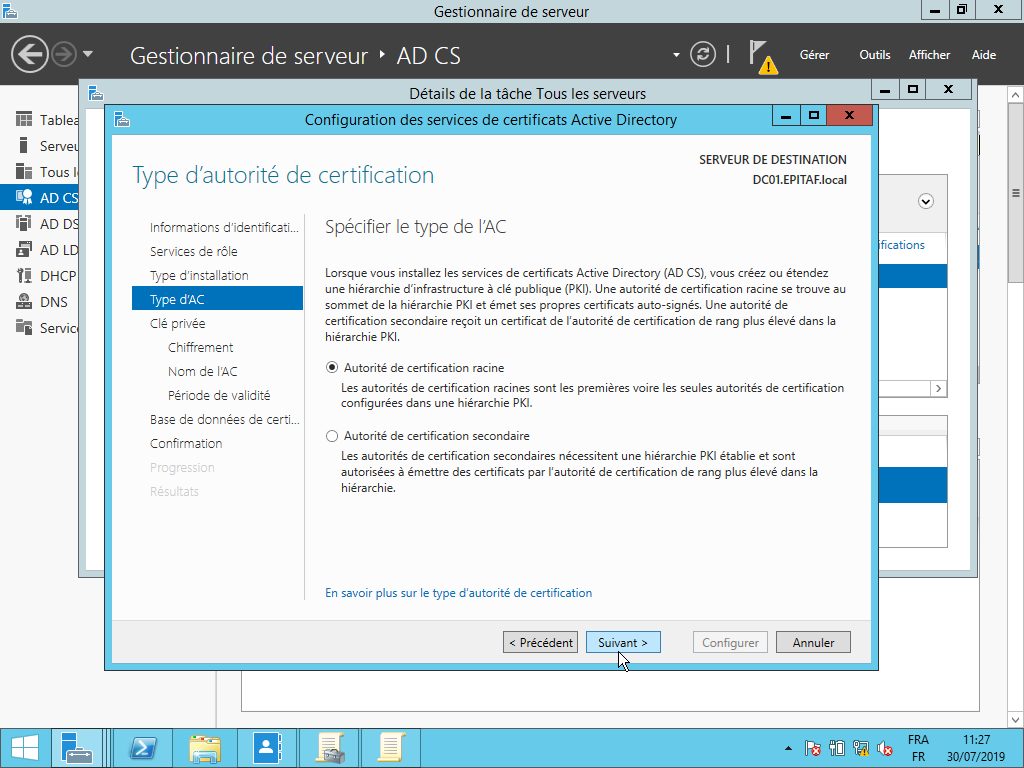 Gestionnaire de serveur
Gestionnaire de serveur ‣ AD CS
Gérer
Outils
Afficher
Aide
Détails de la tâche Tous les serveurs
Configuration des services de certificats Active Directory
Type d’autorité de certification
SERVEUR DE DESTINATION
DC01.EPITAF.local
AD CS
AD DS
AD LD
DHCP
DNS
Informations d’identificati...
Services de rôle
Type d’installation
Type d’AC
Clé privée
Chiffrement
Nom de l’AC
Période de validité
Base de données de certi...
Confirmation
Progression
Résultats
Spécifier le type de l’AC
Lorsque vous installez les services de certificats Active Directory (AD CS), vous créez ou étendez
une hiérarchie d’infrastructure à clé publique (PKI). Une autorité de certification racine se trouve au
sommet de la hiérarchie PKI et émet ses propres certificats auto-signés. Une autorité de
certification secondaire reçoit un certificat de l’autorité de certification de rang plus élevé dans la
hiérarchie PKI.
Autorité de certification racine
Les autorités de certification racines sont les premières voire les seules autorités de certification
configurées dans une hiérarchie PKI.
Autorité de certification secondaire
Les autorités de certification secondaires nécessitent une hiérarchie PKI établie et sont
autorisées à émettre des certificats par l’autorité de certification de rang plus élevé dans la
hiérarchie.
En savoir plus sur le type d’autorité de certification
< Précédent
Suivant >
Configurer
Annuler
FRA
FR
11:27
30/07/2019